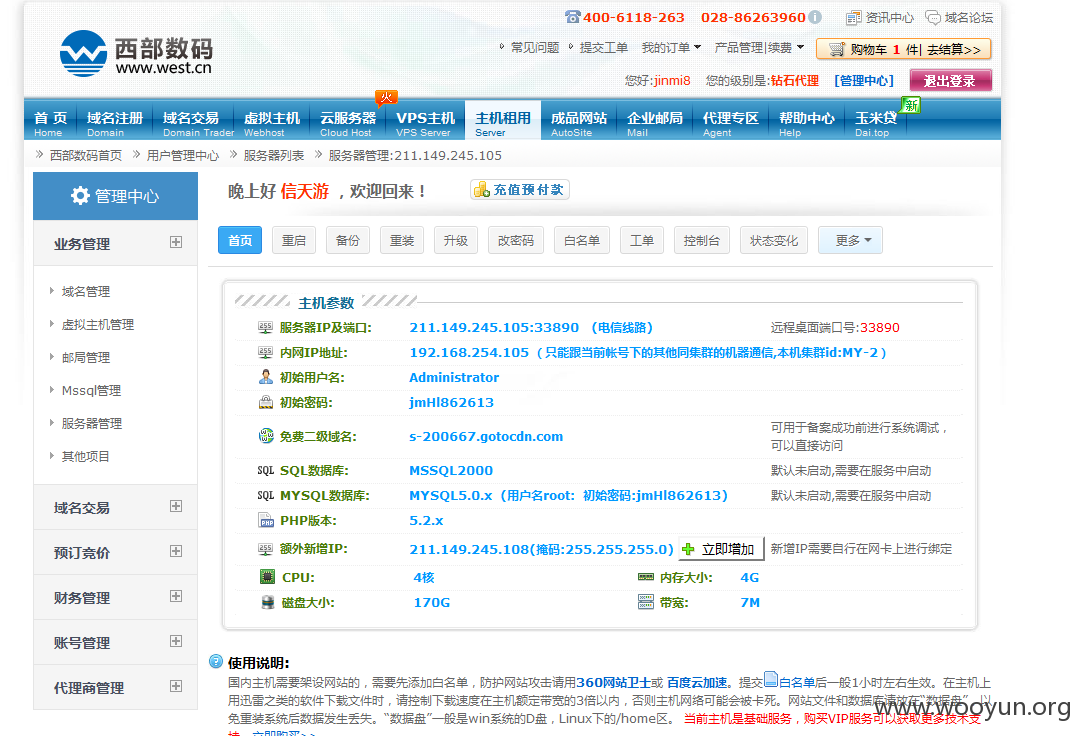 400-6118-263 028-86263960 资讯中心 域名论坛
西部数码
www.west.cn
常见问题 提交工单 我的订单 产品管理|续费 购物车 1 件| 去结算>>
您好:jinmi8 您的级别是:钻石代理 [管理中心] 退出登录
火
新
首 页 域名注册 域名交易 虚拟主机 云服务器 VPS主机 主机租用 成品网站 企业邮局 代理专区 帮助中心 玉米贷
Home Domain Domain Trader Webhost Cloud Host VPS Server Server AutoSite Mail Agent Help Dai.top
西部数码首页 用户管理中心 服务器列表 服务器管理:211.149.245.105
管理中心
业务管理
域名管理
虚拟主机管理
邮局管理
Mssql管理
服务器管理
其他项目
域名交易
预订竞价
财务管理
账号管理
代理商管理
晚上好 信天游 ，欢迎回来！ 充值预付款
首页 重启 备份 重装 升级 改密码 白名单 工单 控制台 状态变化 更多
主机参数
服务器IP及端口: 211.149.245.105:33890 (电信线路) 远程桌面端口号:33890
内网IP地址: 192.168.254.105 ( 只能跟当前帐号下的其他同集群的机器通信,本机集群id:MY-2 )
初始用户名: Administrator
初始密码: jmHl862613
免费二级域名: s-200667.gotocdn.com 可用于备案成功前进行系统调试，
可以直接访问
SQL SQL数据库: MSSQL2000 默认未启动,需要在服务中启动
SQL MYSQL数据库: MYSQL5.0.x (用户名root: 初始密码:jmHl862613) 默认未启动,需要在服务中启动
PHP版本: 5.2.x
额外新增IP: 211.149.245.108(掩码:255.255.255.0) 立即增加 新增IP需要自行在网卡上进行绑定
CPU: 4核 内存大小: 4G
磁盘大小: 170G 带宽: 7M
使用说明:
国内主机需要架设网站的，需要先添加白名单，防护网站攻击请用360网站卫士或 百度云加速。提交白名单后一般1小时左右生效。在主机上
用迅雷之类的软件下载文件时，请控制下载速度在主机额定带宽的3倍以内，否则主机网络可能会被卡死。网站文件和数据库请放在“数据盘”，以
免重装系统后数据发生丢失。“数据盘”一般是win系统的D盘，Linux下的/home区。 当前主机是基础服务，购买VIP服务可以获取更多技术支
持，立即购买>>
www.wooyun.org